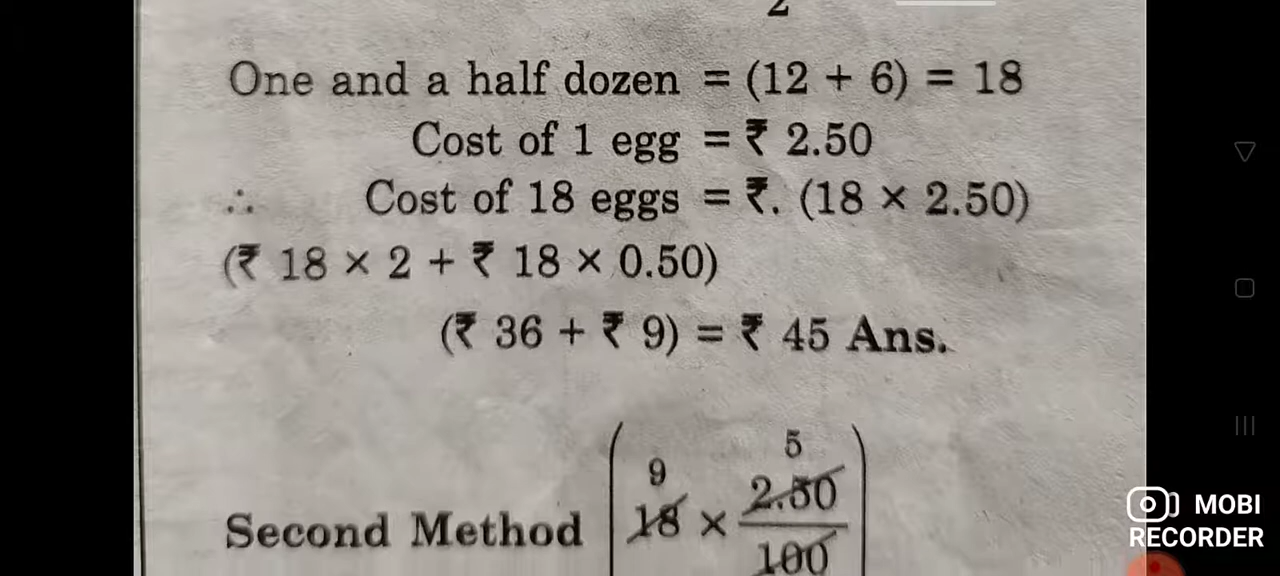 2
One and a half dozen = (12 + 6) = 18
Cost of 1 egg = ₹ 2.50
∴ Cost of 18 eggs = ₹. (18 × 2.50)
(₹ 18 × 2 + ₹ 18 × 0.50)
(₹ 36 + ₹ 9) = ₹ 45 Ans.
9 5
Second Method (18 × 2.50
100
MOBI
RECORDER